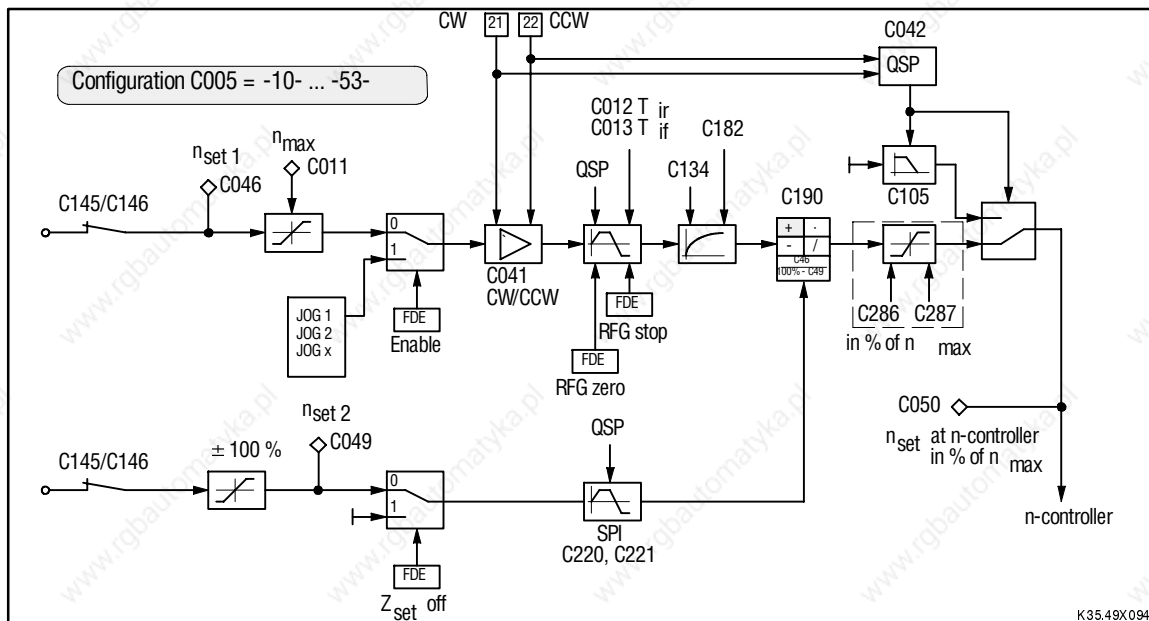 CW 21 22 CCW
C042
QSP
Configuration C005 = -10- ... -53-
C012 T ir
C013 T if
C182
n max
C011
n set 1
C046
QSP
C134
C105
C190
C145/C146
0
1
+ ·
- /
C46
100% - C49
C041
CW/CCW
JOG 1
JOG 2
JOG x
FDE
Enable
FDE
RFG stop
FDE
RFG zero
C286 C287
in % of n max
n set 2
C049
± 100 %
C145/C146
0
1
QSP
C050
n set at n-controller
in % of n max
SPI
C220, C221
n-controller
FDE
Z set off
K35.49X094
www.rgbautomatyka.pl